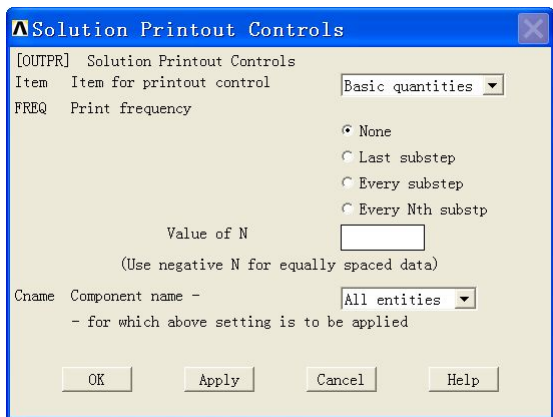 Solution Printout Controls
[OUTPR] Solution Printout Controls
Item Item for printout control Basic quantities
FREQ Print frequency
None
Last substep
Every substep
Every Nth substp
Value of N
(Use negative N for equally spaced data)
Cname Component name - All entities
- for which above setting is to be applied
OK Apply Cancel Help